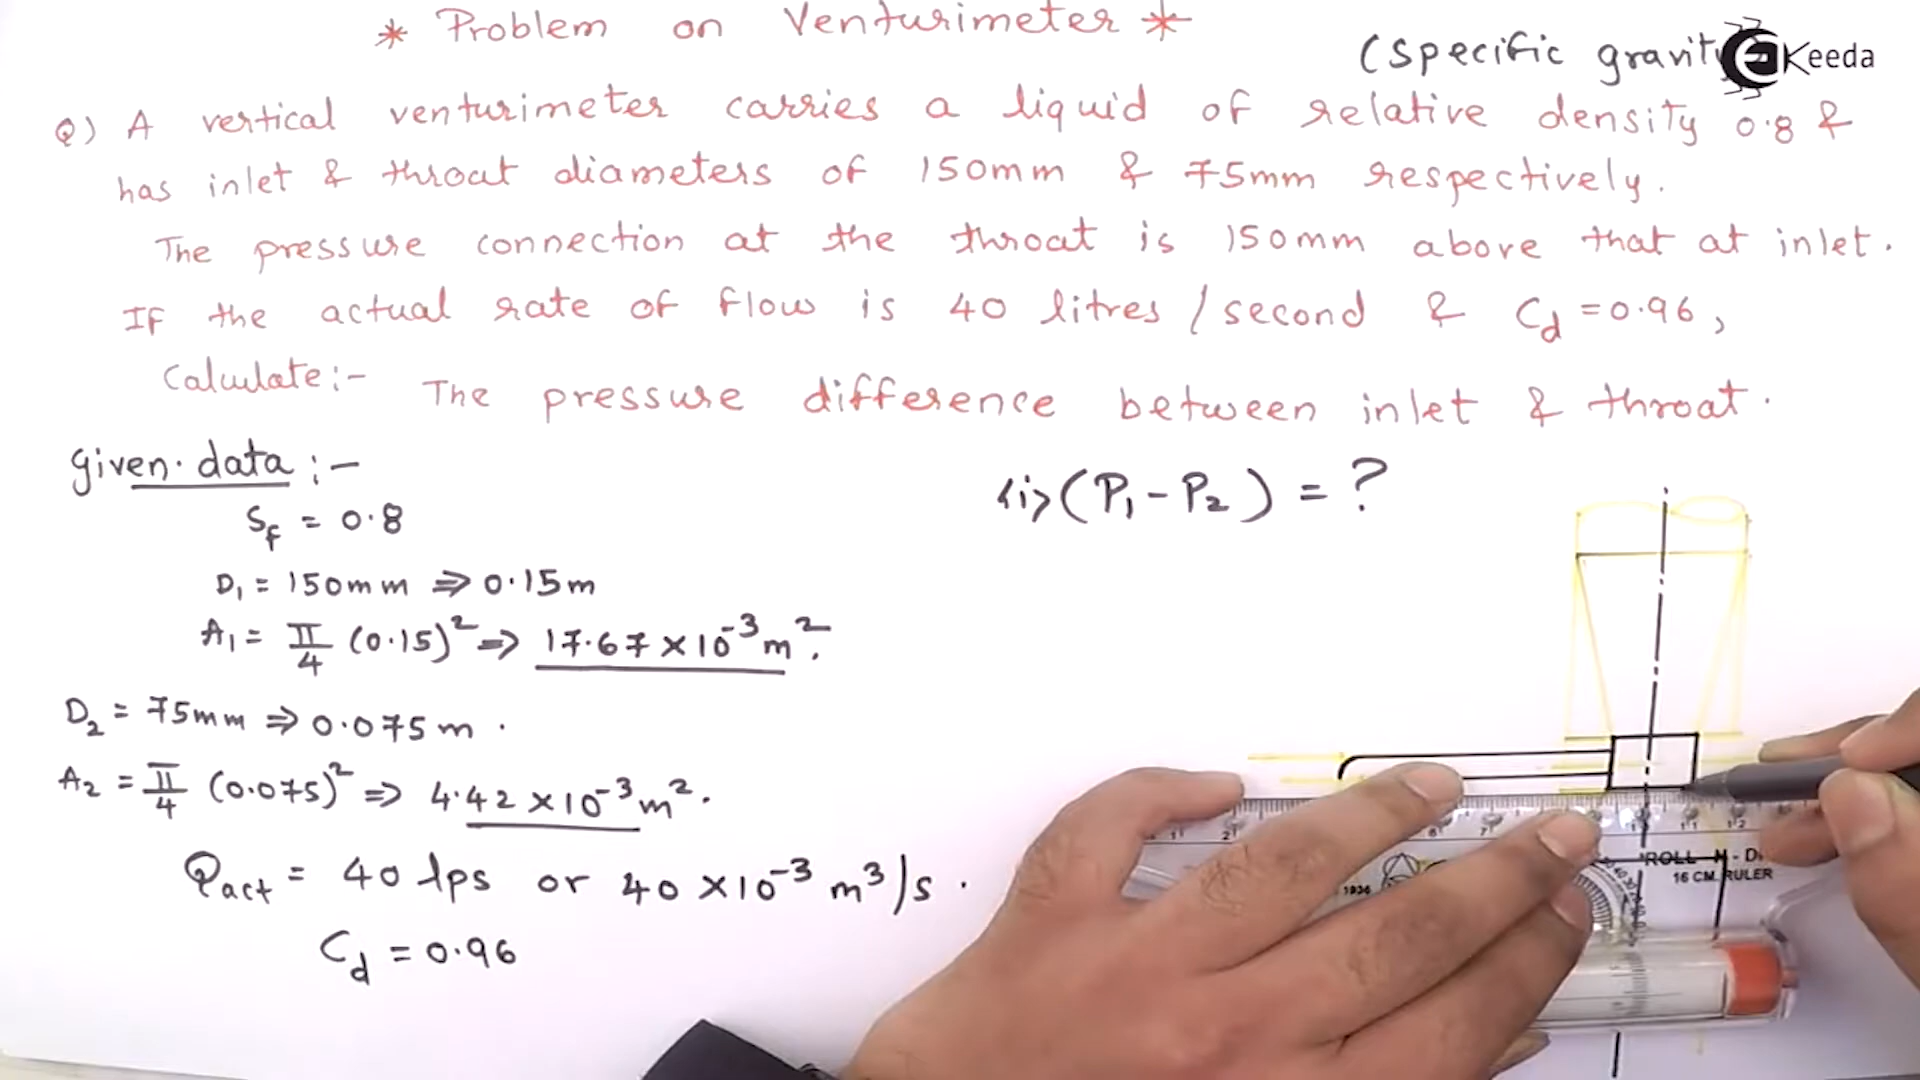 * Problem on Venturimeter *
(specific gravity
EKeeda
Q) A vertical venturimeter carries a liquid of relative density 0.8 &
has inlet & throat diameters of 150mm & 75mm respectively.
The pressure connection at the throat is 150mm above that at inlet.
If the actual rate of flow is 40 litres/second & Cd = 0.96,
Calculate:- The pressure difference between inlet & throat.
given data :-
<i> (P₁ - P₂) = ?
Sf = 0.8
D₁ = 150mm ⇒ 0.15m
A₁ = π/4 (0.15)² ⇒ 17.67 × 10⁻³ m².
D₂ = 75mm ⇒ 0.075m.
A₂ = π/4 (0.075)² ⇒ 4.42 × 10⁻³ m².
Qact = 40 lps or 40 × 10⁻³ m³/s.
Cd = 0.96
16 CM. RULER